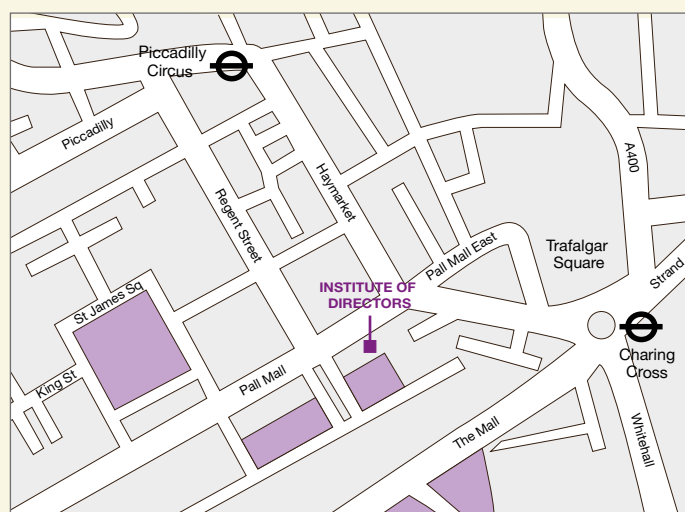 Piccadilly
Circus
Piccadilly
A400
Haymarket
Regent Street
Pall Mall East
Trafalgar
Square
Strand
INSTITUTE OF
DIRECTORS
St James Sq
Charing
Cross
King St
Pall Mall
The Mall
Whitehall